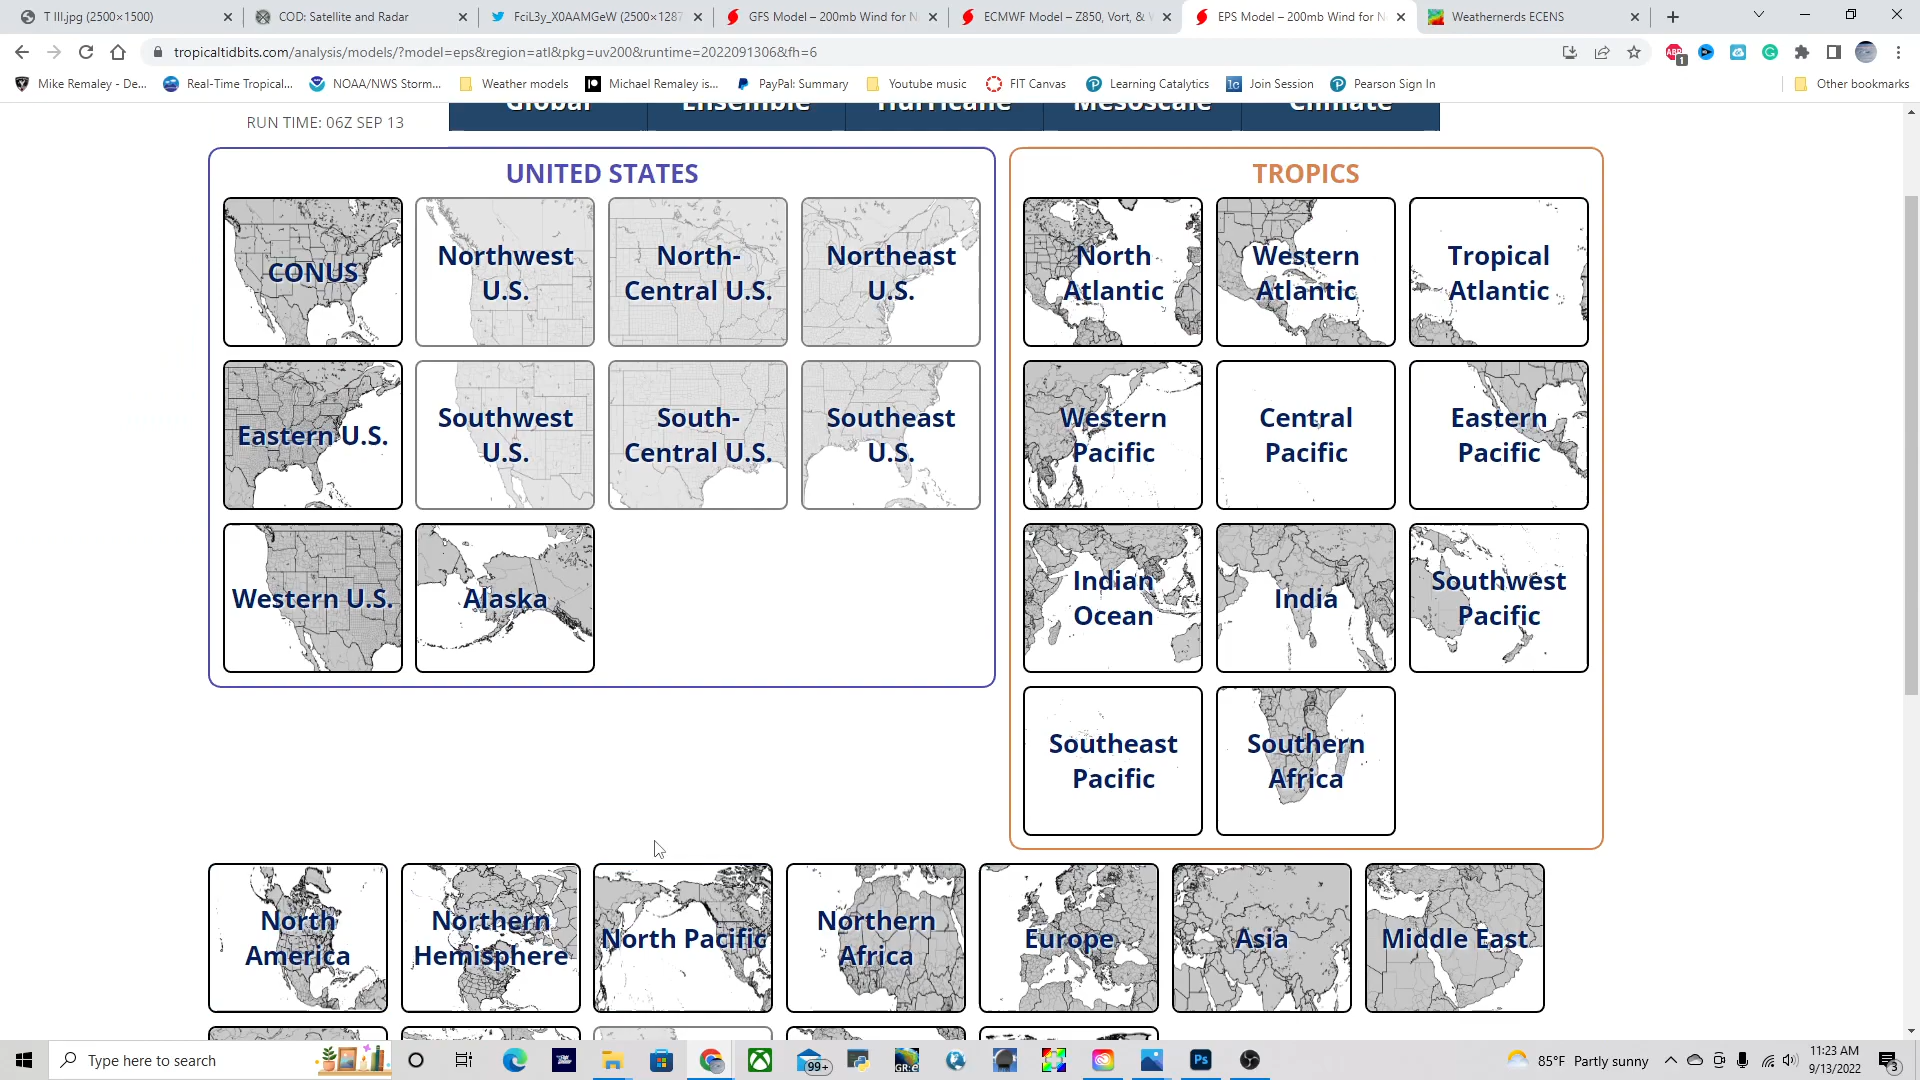 T III.jpg (2500×1500)
COD: Satellite and Radar
FciL3y_X0AAMGeW (2500×1287
GFS Model – 200mb Wind for N
ECMWF Model – Z850, Vort, & W
EPS Model – 200mb Wind for N
Weathernerds ECENS
tropicaltidbits.com/analysis/models/?model=eps&region=atl&pkg=uv200&runtime=2022091306&fh=6
Mike Remaley - De...
Real-Time Tropical...
NOAA/NWS Storm...
Weather models
Michael Remaley is...
PayPal: Summary
Youtube music
FIT Canvas
Learning Catalytics
Join Session
Pearson Sign In
Other bookmarks
Global
Ensemble
Hurricane
Mesoscale
Climate
RUN TIME: 06Z SEP 13
UNITED STATES
CONUS
Northwest
U.S.
North-
Central U.S.
Northeast
U.S.
Eastern U.S.
Southwest
U.S.
South-
Central U.S.
Southeast
U.S.
Western U.S.
Alaska
TROPICS
North
Atlantic
Western
Atlantic
Tropical
Atlantic
Western
Pacific
Central
Pacific
Eastern
Pacific
Indian
Ocean
India
Southwest
Pacific
Southeast
Pacific
Southern
Africa
North
America
Northern
Hemisphere
North Pacific
Northern
Africa
Europe
Asia
Middle East
Type here to search
99+
85°F Partly sunny
11:23 AM
9/13/2022
3